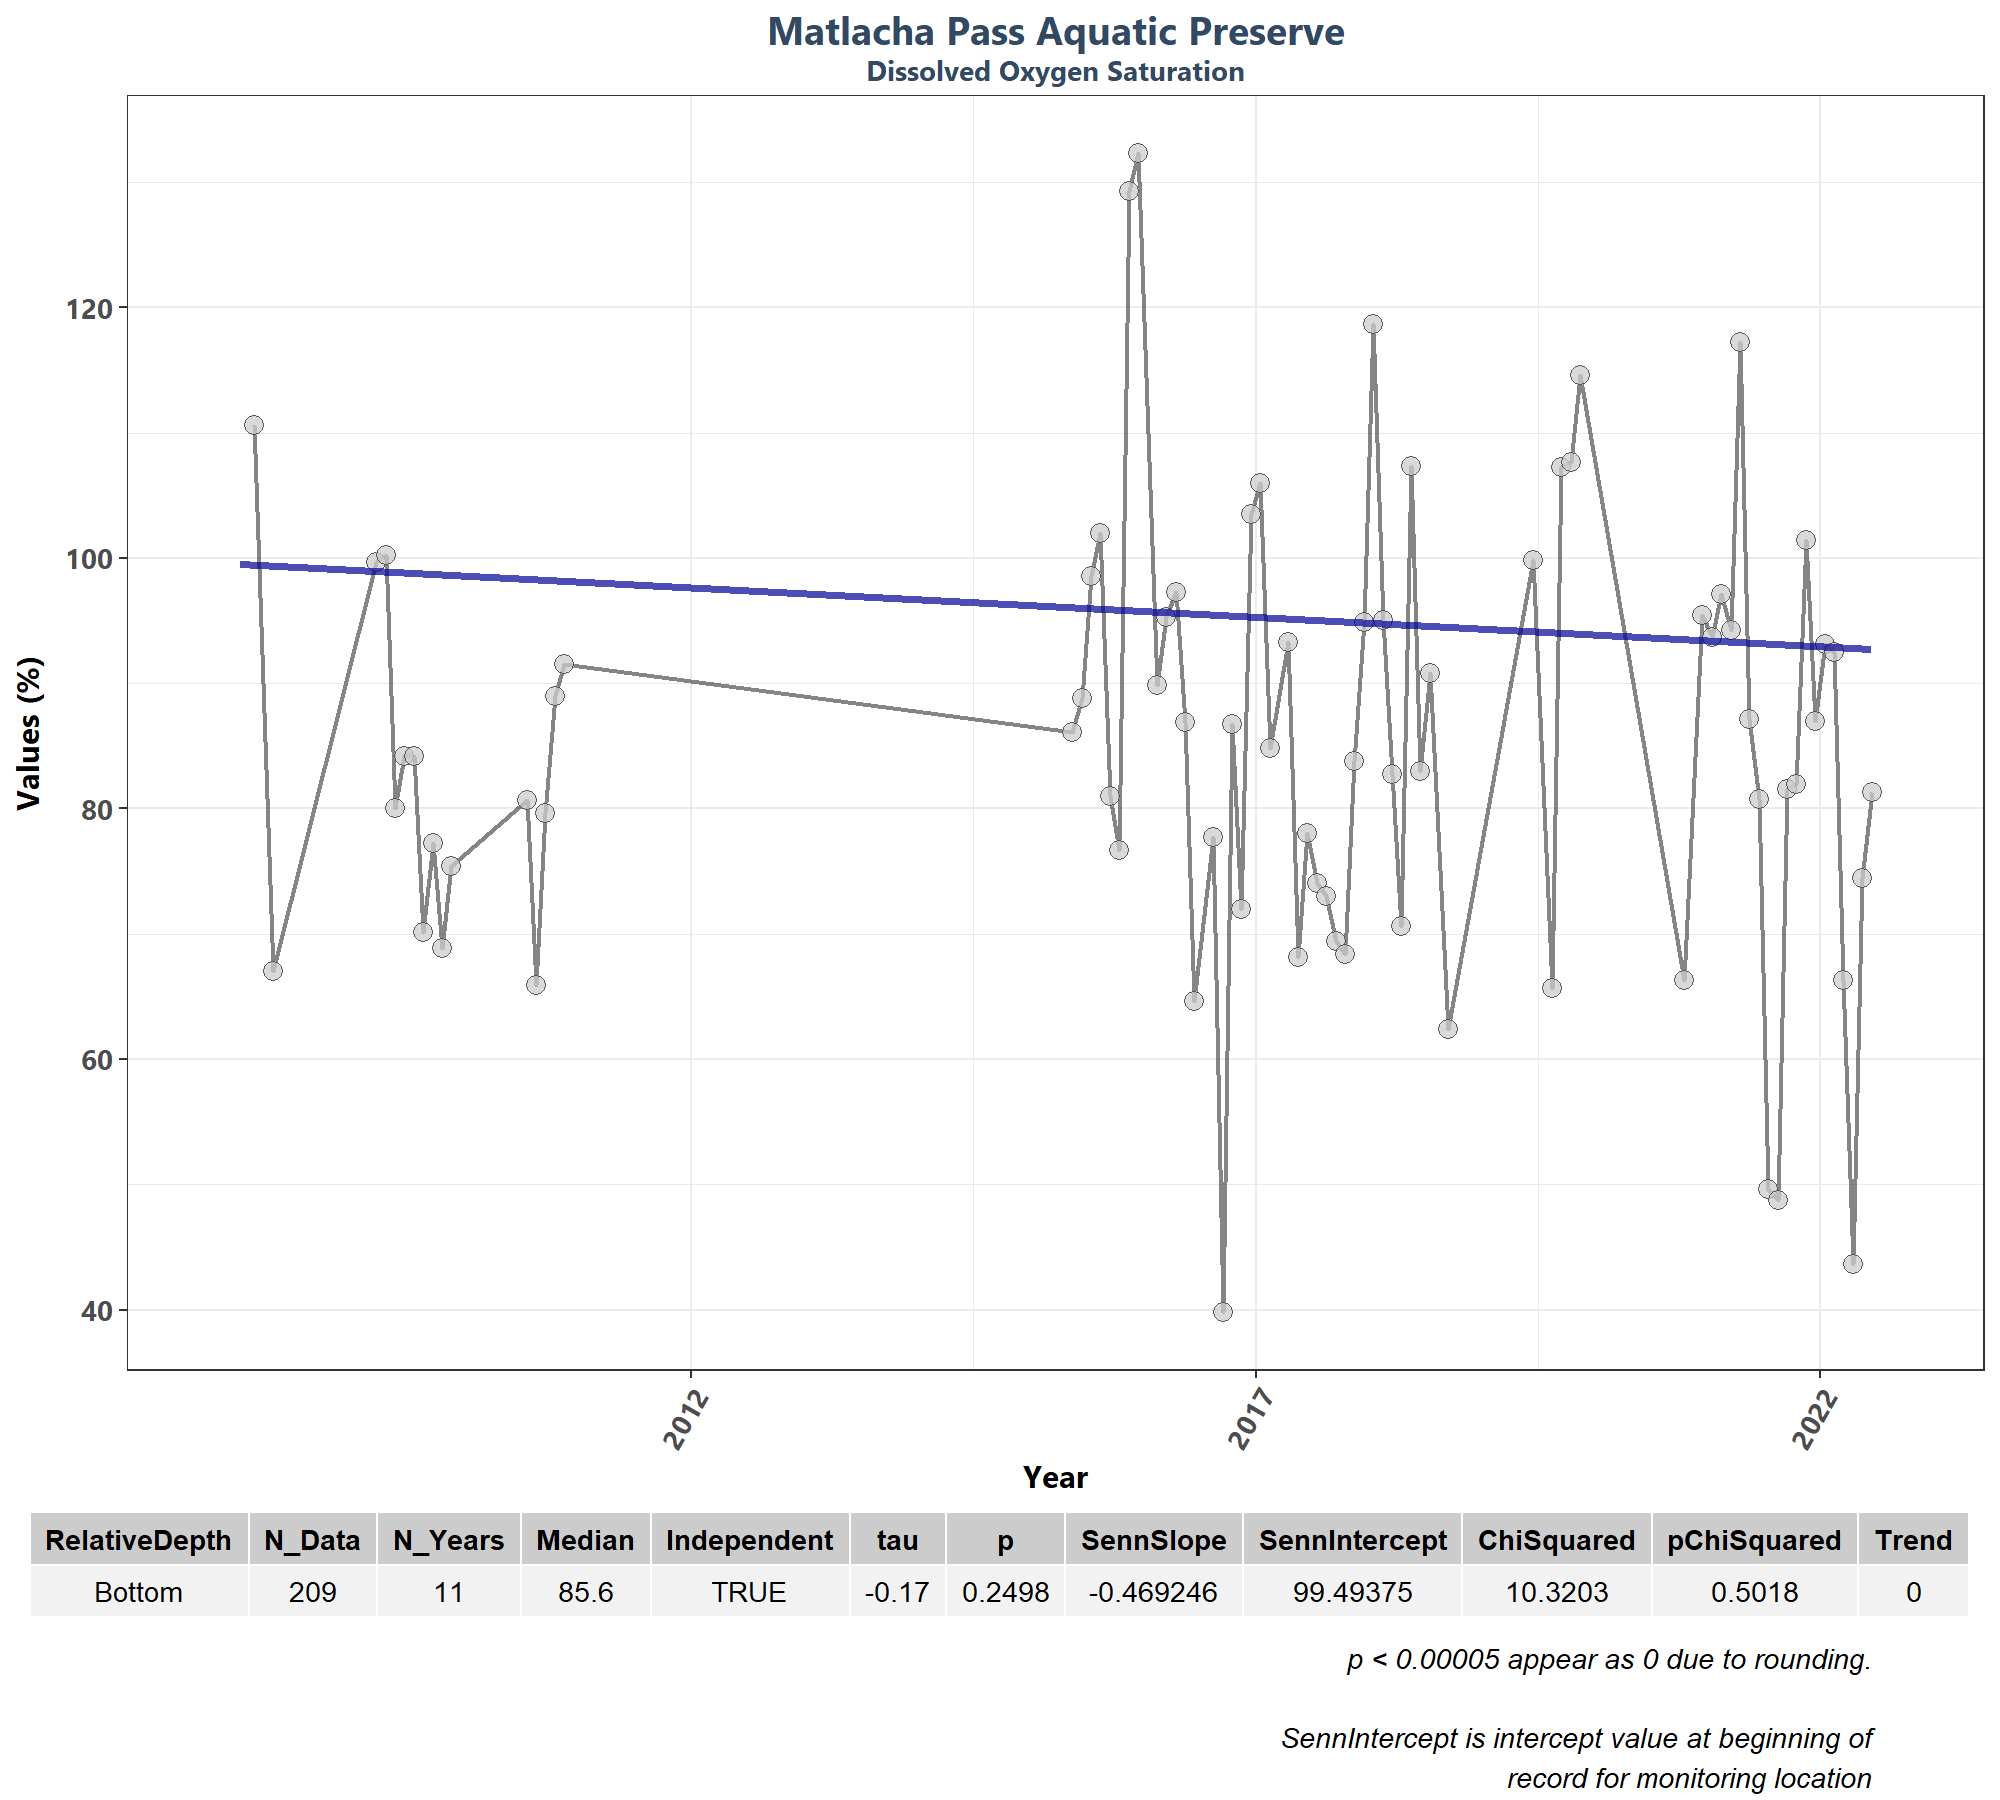 Matlacha Pass Aquatic Preserve
Dissolved Oxygen Saturation
Values (%)
120
100
80
60
40
2012
2017
2022
Year
RelativeDepth N_Data N_Years Median Independent tau p SennSlope SennIntercept ChiSquared pChiSquared Trend
Bottom 209 11 85.6 TRUE -0.17 0.2498 -0.469246 99.49375 10.3203 0.5018 0
p < 0.00005 appear as 0 due to rounding.
SennIntercept is intercept value at beginning of
record for monitoring location